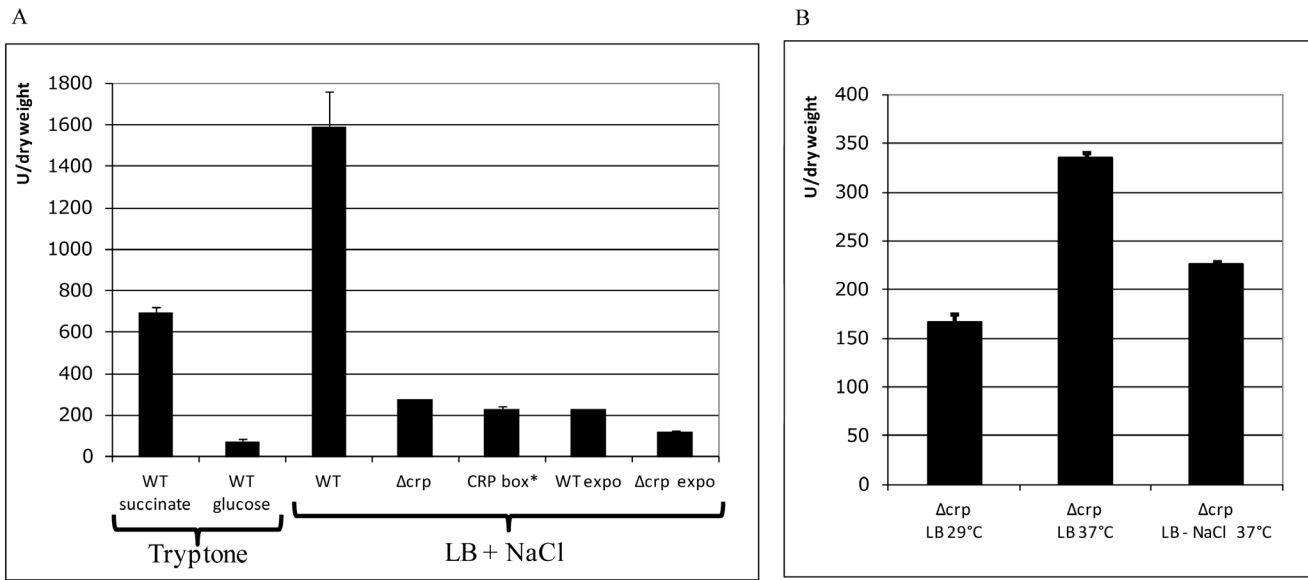 A
U/dry weight
1800
1600
1400
1200
1000
800
600
400
200
0
WT succinate
WT glucose
WT
Δcrp
CRP box*
WT expo
Δcrp expo
Tryptone
LB + NaCl
B
U/dry weight
400
350
300
250
200
150
100
50
0
Δcrp
LB 29°C
Δcrp
LB 37°C
Δcrp
LB - NaCl 37°C